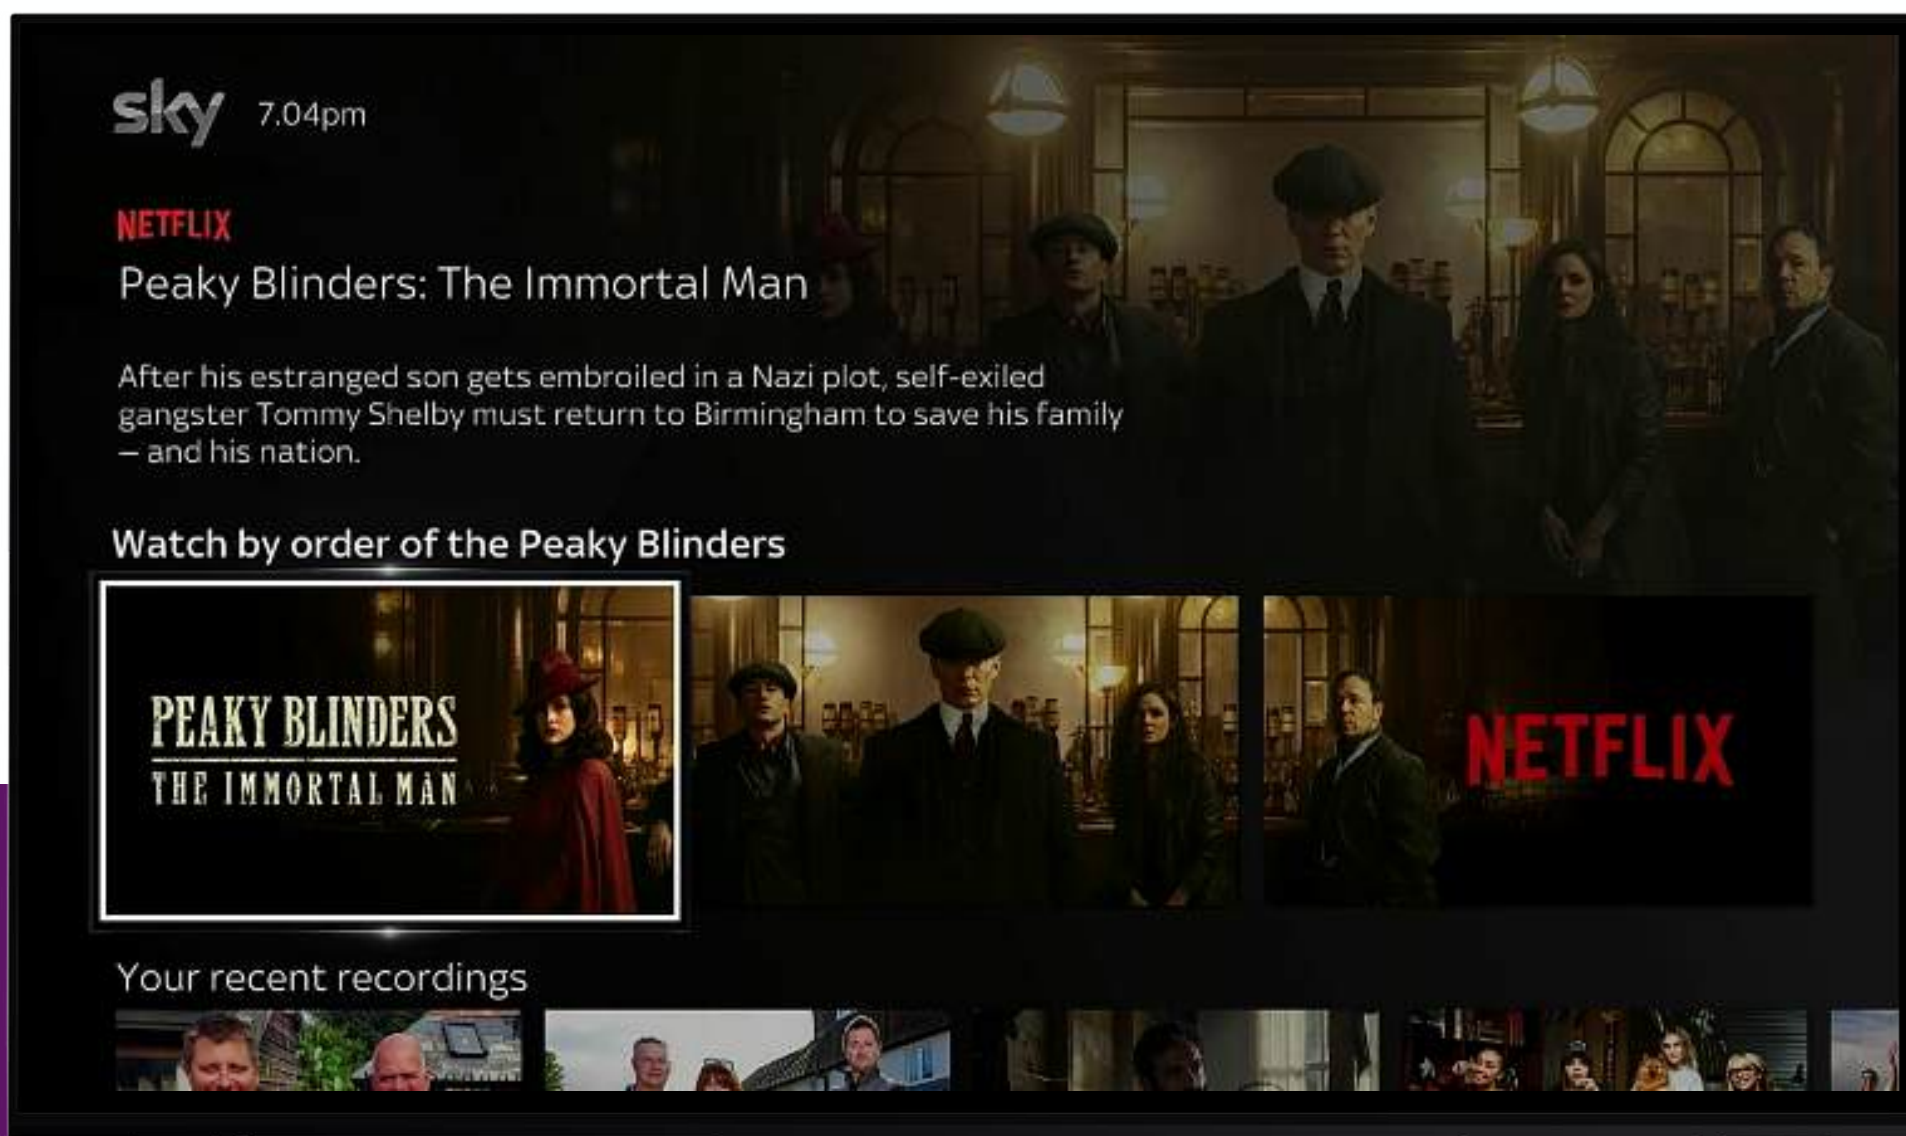 sky 7.04pm
NETFLIX
Peaky Blinders: The Immortal Man
After his estranged son gets embroiled in a Nazi plot, self-exiled
gangster Tommy Shelby must return to Birmingham to save his family
– and his nation.
Watch by order of the Peaky Blinders
PEAKY BLINDERS
THE IMMORTAL MAN
NETFLIX
Your recent recordings